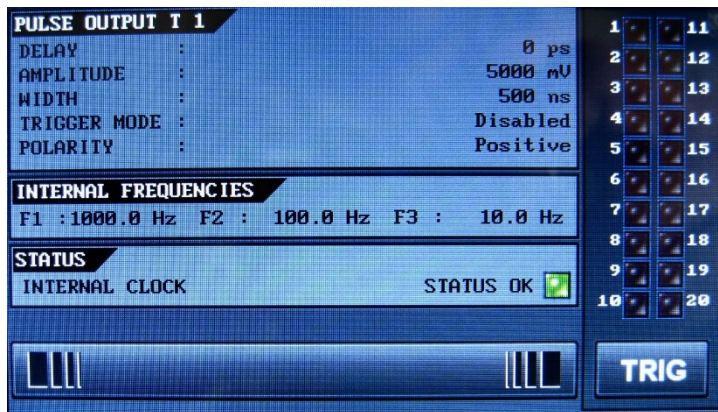 PULSE OUTPUT T 1
DELAY : 0 ps
AMPLITUDE : 5000 mV
WIDTH : 500 ns
TRIGGER MODE : Disabled
POLARITY : Positive
INTERNAL FREQUENCIES
F1 :1000.0 Hz F2 : 100.0 Hz F3 : 10.0 Hz
STATUS
INTERNAL CLOCK STATUS OK
1 11
2 12
3 13
4 14
5 15
6 16
7 17
8 18
9 19
10 20
TRIG